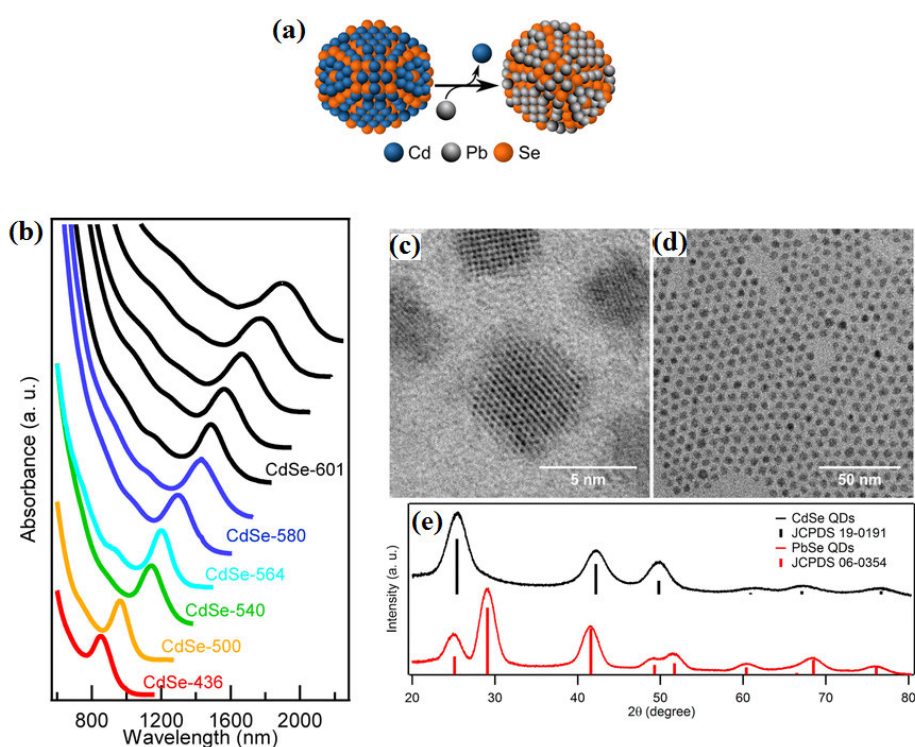 (a)
Cd Pb Se
(b)
Absorbance (a. u.)
CdSe-601
CdSe-580
CdSe-564
CdSe-540
CdSe-500
CdSe-436
800 1200 1600 2000
Wavelength (nm)
(c)
5 nm
(d)
50 nm
(e)
CdSe QDs
JCPDS 19-0191
PbSe QDs
JCPDS 06-0354
Intensity (a. u.)
20 30 40 50 60 70 80
2θ (degree)